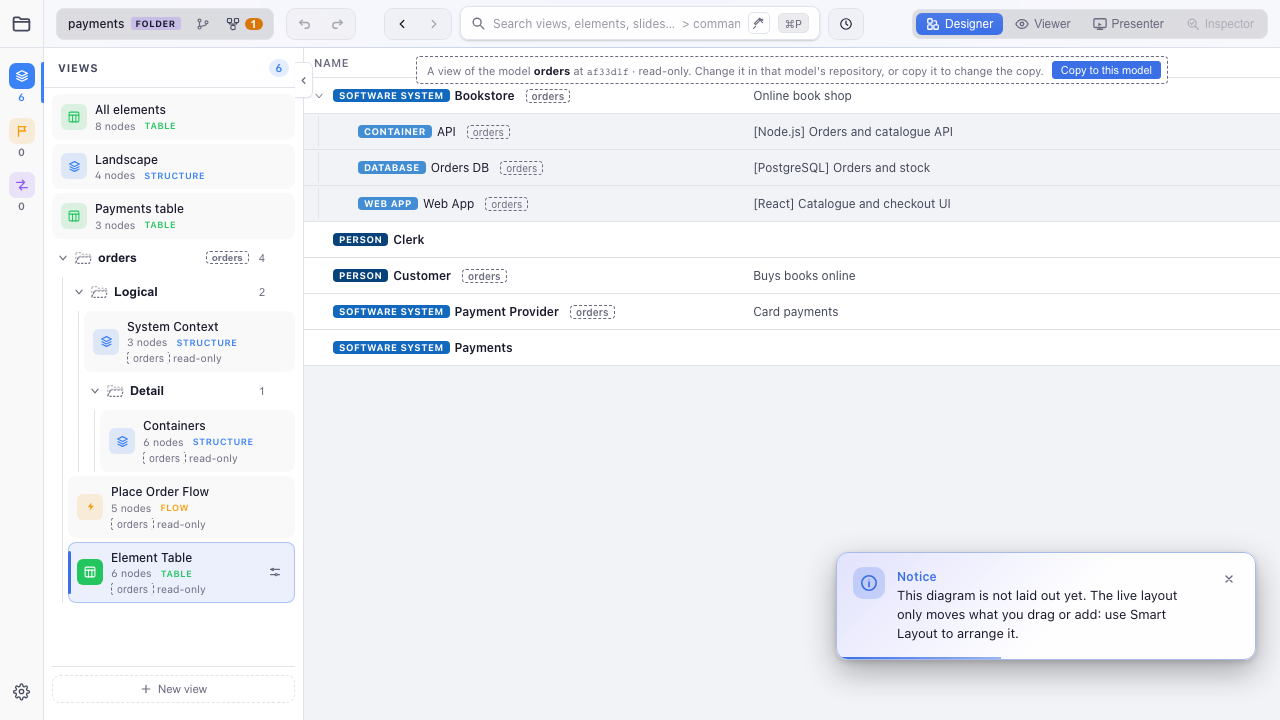 payments FOLDER 1
Search views, elements, slides... > comman
⌘P
Designer
Viewer
Presenter
Inspector
6
0
0
VIEWS 6
All elements
8 nodes TABLE
Landscape
4 nodes STRUCTURE
Payments table
3 nodes TABLE
orders orders 4
Logical 2
System Context
3 nodes STRUCTURE
orders read-only
Detail 1
Containers
6 nodes STRUCTURE
orders read-only
Place Order Flow
5 nodes FLOW
orders read-only
Element Table
6 nodes TABLE
orders read-only
New view
NAME
A view of the model orders at af33d1f · read-only. Change it in that model's repository, or copy it to change the copy. Copy to this model
SOFTWARE SYSTEM Bookstore orders Online book shop
CONTAINER API orders [Node.js] Orders and catalogue API
DATABASE Orders DB orders [PostgreSQL] Orders and stock
WEB APP Web App orders [React] Catalogue and checkout UI
PERSON Clerk
PERSON Customer orders Buys books online
SOFTWARE SYSTEM Payment Provider orders Card payments
SOFTWARE SYSTEM Payments
Notice
This diagram is not laid out yet. The live layout
only moves what you drag or add: use Smart
Layout to arrange it.